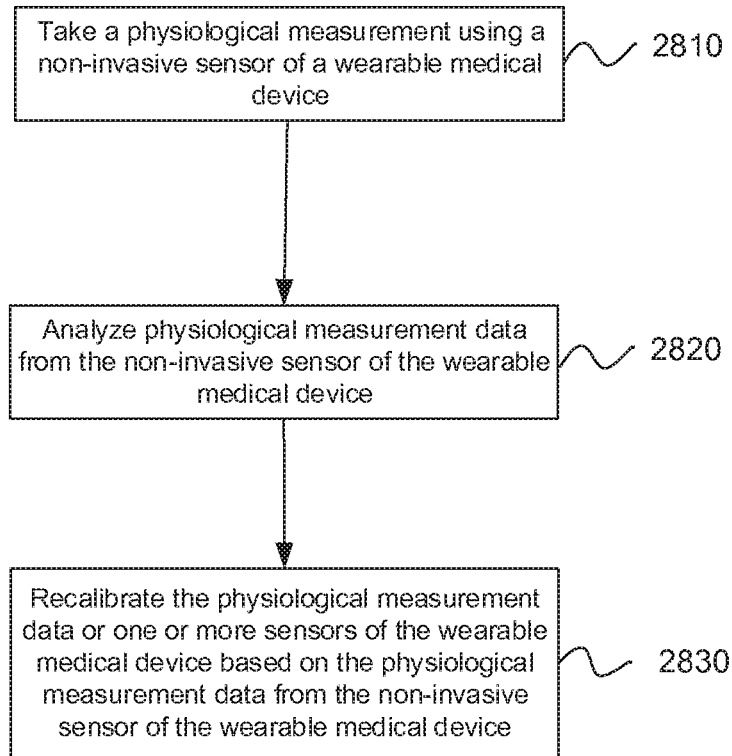 Take a physiological measurement using a
non-invasive sensor of a wearable medical
device
2810
Analyze physiological measurement data
from the non-invasive sensor of the wearable
medical device
2820
Recalibrate the physiological measurement
data or one or more sensors of the wearable
medical device based on the physiological
measurement data from the non-invasive
sensor of the wearable medical device
2830